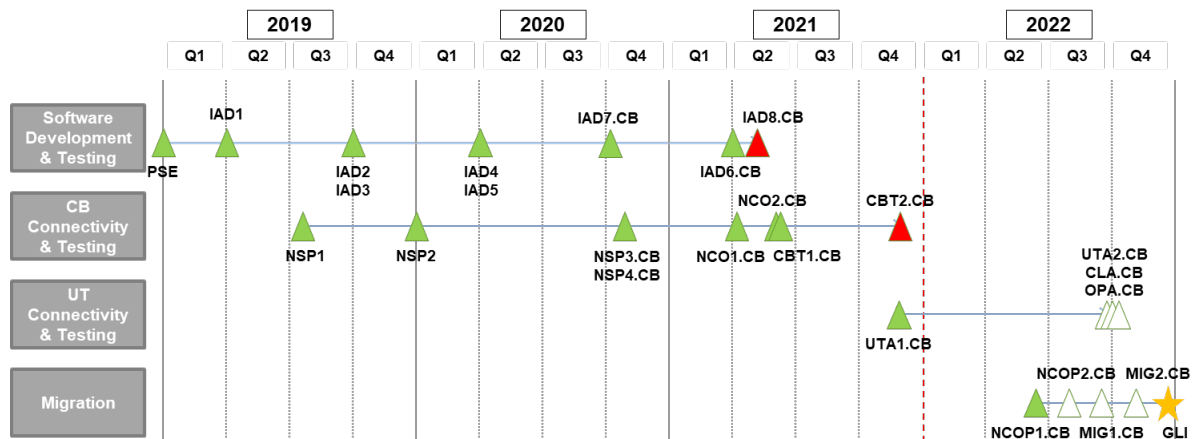 2019
2020
2021
2022
Q1
Q2
Q3
Q4
Q1
Q2
Q3
Q4
Q1
Q2
Q3
Q4
Q1
Q2
Q3
Q4
Software
Development
& Testing
IAD1
IAD7.CB
IAD8.CB
PSE
IAD2
IAD3
IAD4
IAD5
IAD6.CB
CB
Connectivity
& Testing
NCO2.CB
CBT2.CB
NSP1
NSP2
NSP3.CB
NSP4.CB
NCO1.CB
CBT1.CB
UT
Connectivity
& Testing
UTA2.CB
CLA.CB
OPA.CB
UTA1.CB
Migration
NCOP2.CB
MIG2.CB
NCOP1.CB
MIG1.CB
GLI